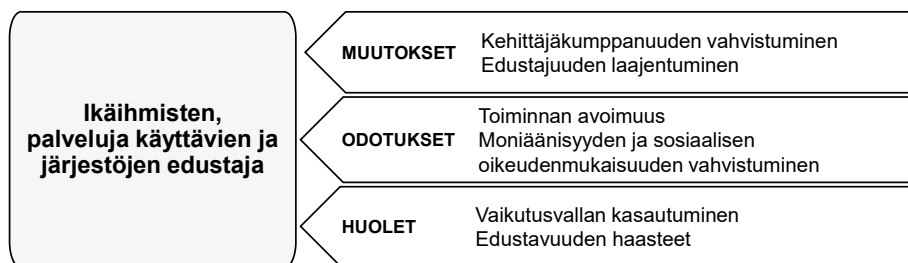 Ikäihmisten,
palveluja käyttävien ja
järjestöjen edustaja
MUUTOKSET
Kehittäjäkumppanuuden vahvistuminen
Edustajuuden laajentuminen
ODOTUKSET
Toiminnan avoimuus
Moniäänisyyden ja sosiaalisen
oikeudenmukaisuuden vahvistuminen
HUOLET
Vaikutusvallan kasautuminen
Edustavuuden haasteet